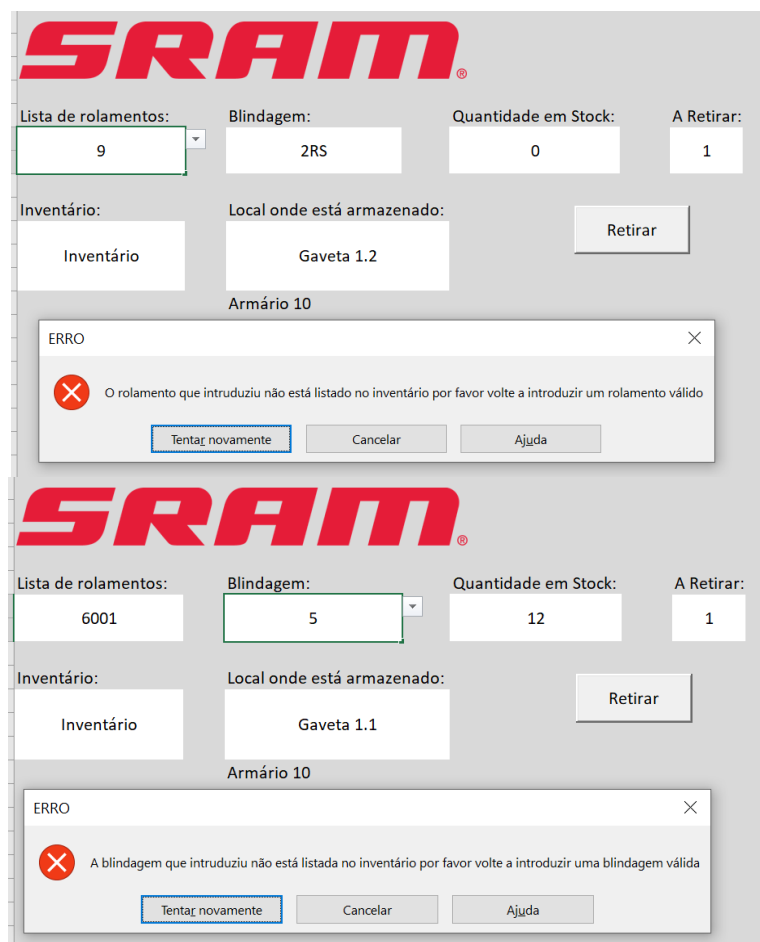 SRAM®
Lista de rolamentos: Blindagem: Quantidade em Stock: A Retirar:
9 2RS 0 1
Inventário: Local onde está armazenado:
Inventário Gaveta 1.2 Retirar
Armário 10
ERRO
O rolamento que intruduziu não está listado no inventário por favor volte a introduzir um rolamento válido
Tentar novamente Cancelar Ajuda
SRAM®
Lista de rolamentos: Blindagem: Quantidade em Stock: A Retirar:
6001 5 12 1
Inventário: Local onde está armazenado:
Inventário Gaveta 1.1 Retirar
Armário 10
ERRO
A blindagem que intruduziu não está listada no inventário por favor volte a introduzir uma blindagem válida
Tentar novamente Cancelar Ajuda